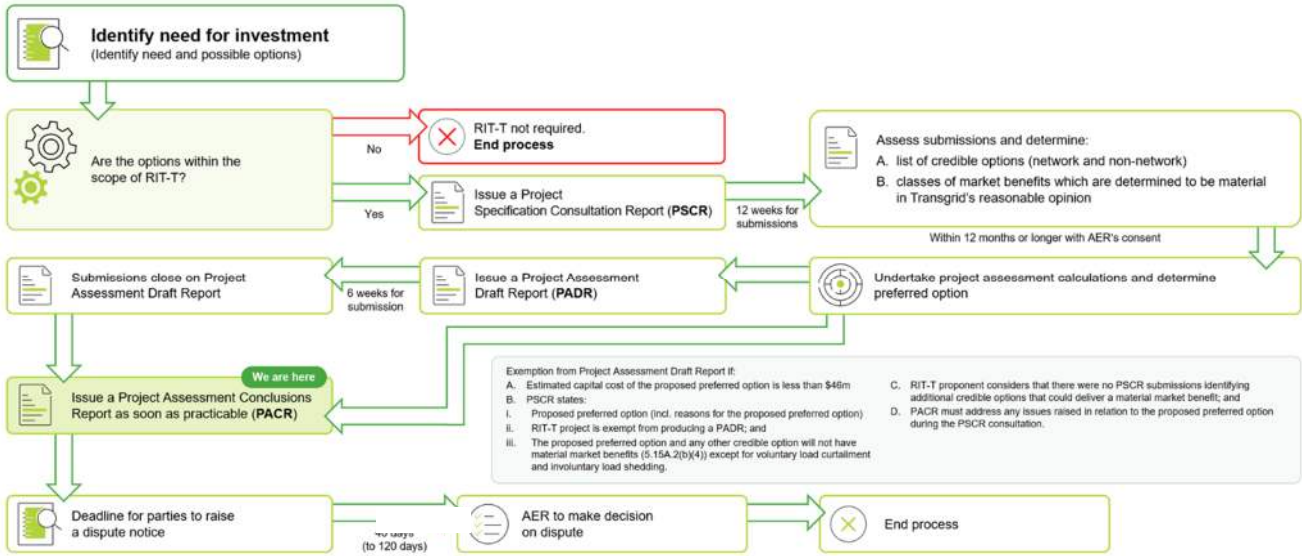 Identify need for investment
(Identify need and possible options)
Are the options within the
scope of RIT-T?
No
RIT-T not required.
End process
Yes
Issue a Project
Specification Consultation Report (PSCR)
12 weeks for
submissions
Assess submissions and determine:
A. list of credible options (network and non-network)
B. classes of market benefits which are determined to be material
in Transgrid's reasonable opinion
Within 12 months or longer with AER's consent
Undertake project assessment calculations and determine
preferred option
Issue a Project Assessment
Draft Report (PADR)
6 weeks for
submission
Submissions close on Project
Assessment Draft Report
We are here
Issue a Project Assessment Conclusions
Report as soon as practicable (PACR)
Exemption from Project Assessment Draft Report if:
A. Estimated capital cost of the proposed preferred option is less than $46m
B. PSCR states:
i. Proposed preferred option (incl. reasons for the proposed preferred option)
ii. RIT-T project is exempt from producing a PADR; and
iii. The proposed preferred option and any other credible option will not have
material market benefits (5.15A.2(b)(4)) except for voluntary load curtailment
and involuntary load shedding.
C. RIT-T proponent considers that there were no PSCR submissions identifying
additional credible options that could deliver a material market benefit; and
D. PACR must address any issues raised in relation to the proposed preferred option
during the PSCR consultation.
Deadline for parties to raise
a dispute notice
days
(to 120 days)
AER to make decision
on dispute
End process